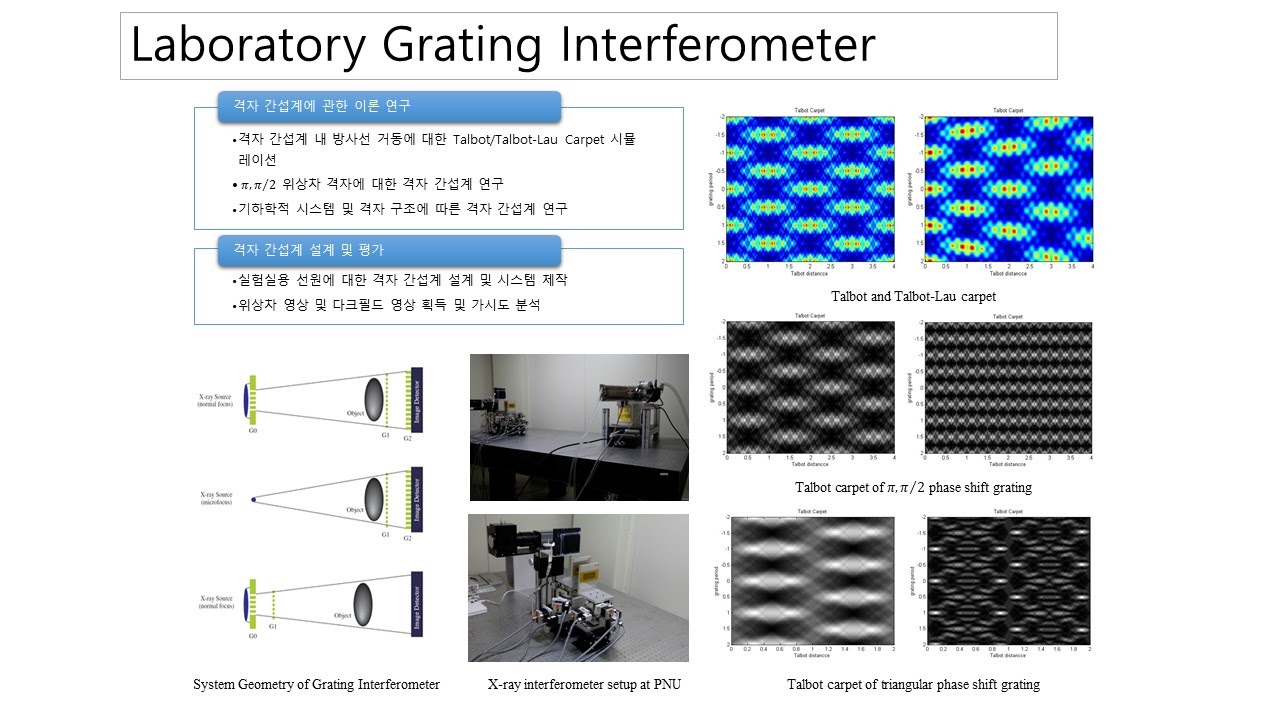 Laboratory Grating Interferometer
격자 간섭계에 관한 이론 연구
•격자 간섭계 내 방사선 거동에 대한 Talbot/Talbot-Lau Carpet 시뮬
레이션
•π,π/2 위상차 격자에 대한 격자 간섭계 연구
•기하학적 시스템 및 격자 구조에 따른 격자 간섭계 연구
격자 간섭계 설계 및 평가
•실험실용 선원에 대한 격자 간섭계 설계 및 시스템 제작
•위상차 영상 및 다크필드 영상 획득 및 가시도 분석
X-ray Source
(normal focus)
G0
Object
G1
G2
Image Detector
X-ray Source
(microfocus)
Object
G1
G2
Image Detector
X-ray Source
(normal focus)
G0
G1
Object
Image Detector
System Geometry of Grating Interferometer
X-ray interferometer setup at PNU
Talbot Carpet
grating period
-2
-1.5
-1
-0.5
0
0.5
1
1.5
2
0 0.5 1 1.5 2 2.5 3 3.5 4
Talbot distancce
Talbot Carpet
grating period
-2
-1.5
-1
-0.5
0
0.5
1
1.5
2
0 0.5 1 1.5 2 2.5 3 3.5 4
Talbot distancce
Talbot and Talbot-Lau carpet
Talbot Carpet
grating period
-2
-1.5
-1
-0.5
0
0.5
1
1.5
2
0 0.5 1 1.5 2 2.5 3 3.5 4
Talbot distancce
Talbot Carpet
grating period
-2
-1.5
-1
-0.5
0
0.5
1
1.5
2
0 0.5 1 1.5 2 2.5 3 3.5 4
Talbot distancce
Talbot carpet of π,π/2 phase shift grating
Talbot Carpet
grating period
-2
-1.5
-1
-0.5
0
0.5
1
1.5
2
0 0.2 0.4 0.6 0.8 1 1.2 1.4 1.6 1.8 2
Talbot distancce
Talbot Carpet
grating period
-2
-1.5
-1
-0.5
0
0.5
1
1.5
2
0 0.2 0.4 0.6 0.8 1 1.2 1.4 1.6 1.8 2
Talbot distancce
Talbot carpet of triangular phase shift grating